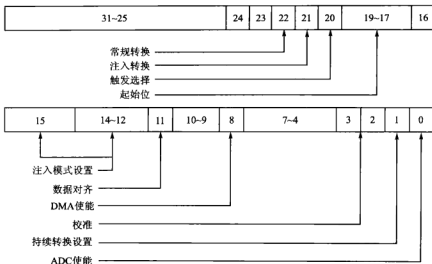 31~25 24 23 22 21 20 19~17 16
常规转换
注入转换
触发选择
起始位
15 14~12 11 10~9 8 7~4 3 2 1 0
注入模式设置
数据对齐
DMA使能
校准
持续转换设置
ADC使能